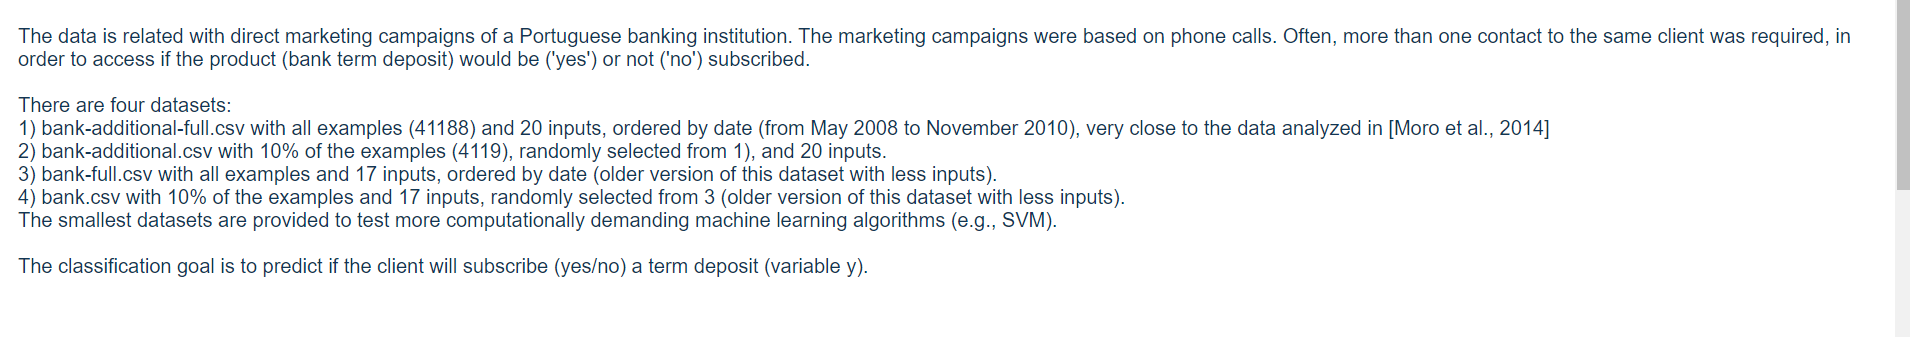 The data is related with direct marketing campaigns of a Portuguese banking institution. The marketing campaigns were based on phone calls. Often, more than one contact to the same client was required, in
order to access if the product (bank term deposit) would be ('yes') or not ('no') subscribed.
There are four datasets:
1) bank-additional-full.csv with all examples (41188) and 20 inputs, ordered by date (from May 2008 to November 2010), very close to the data analyzed in [Moro et al., 2014]
2) bank-additional.csv with 10% of the examples (4119), randomly selected from 1), and 20 inputs.
3) bank-full.csv with all examples and 17 inputs, ordered by date (older version of this dataset with less inputs).
4) bank.csv with 10% of the examples and 17 inputs, randomly selected from 3 (older version of this dataset with less inputs).
The smallest datasets are provided to test more computationally demanding machine learning algorithms (e.g., SVM).
The classification goal is to predict if the client will subscribe (yes/no) a term deposit (variable y).